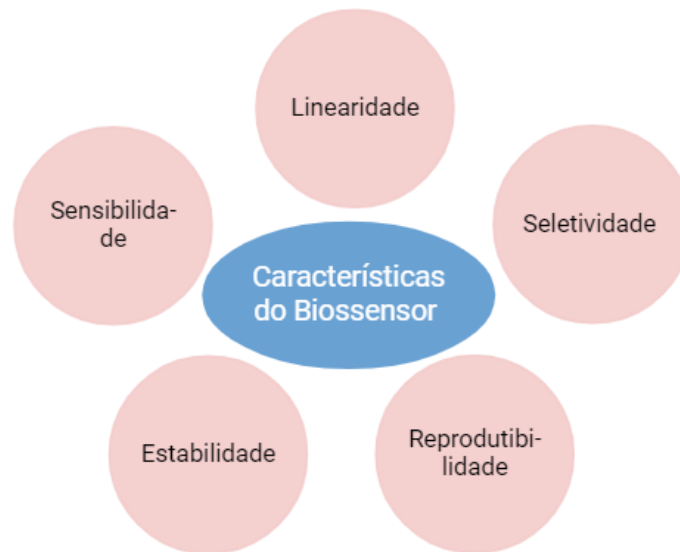 Linearidade
Sensibilida-
de
Seletividade
Características
do Biossensor
Estabilidade
Reprodutibi-
lidade